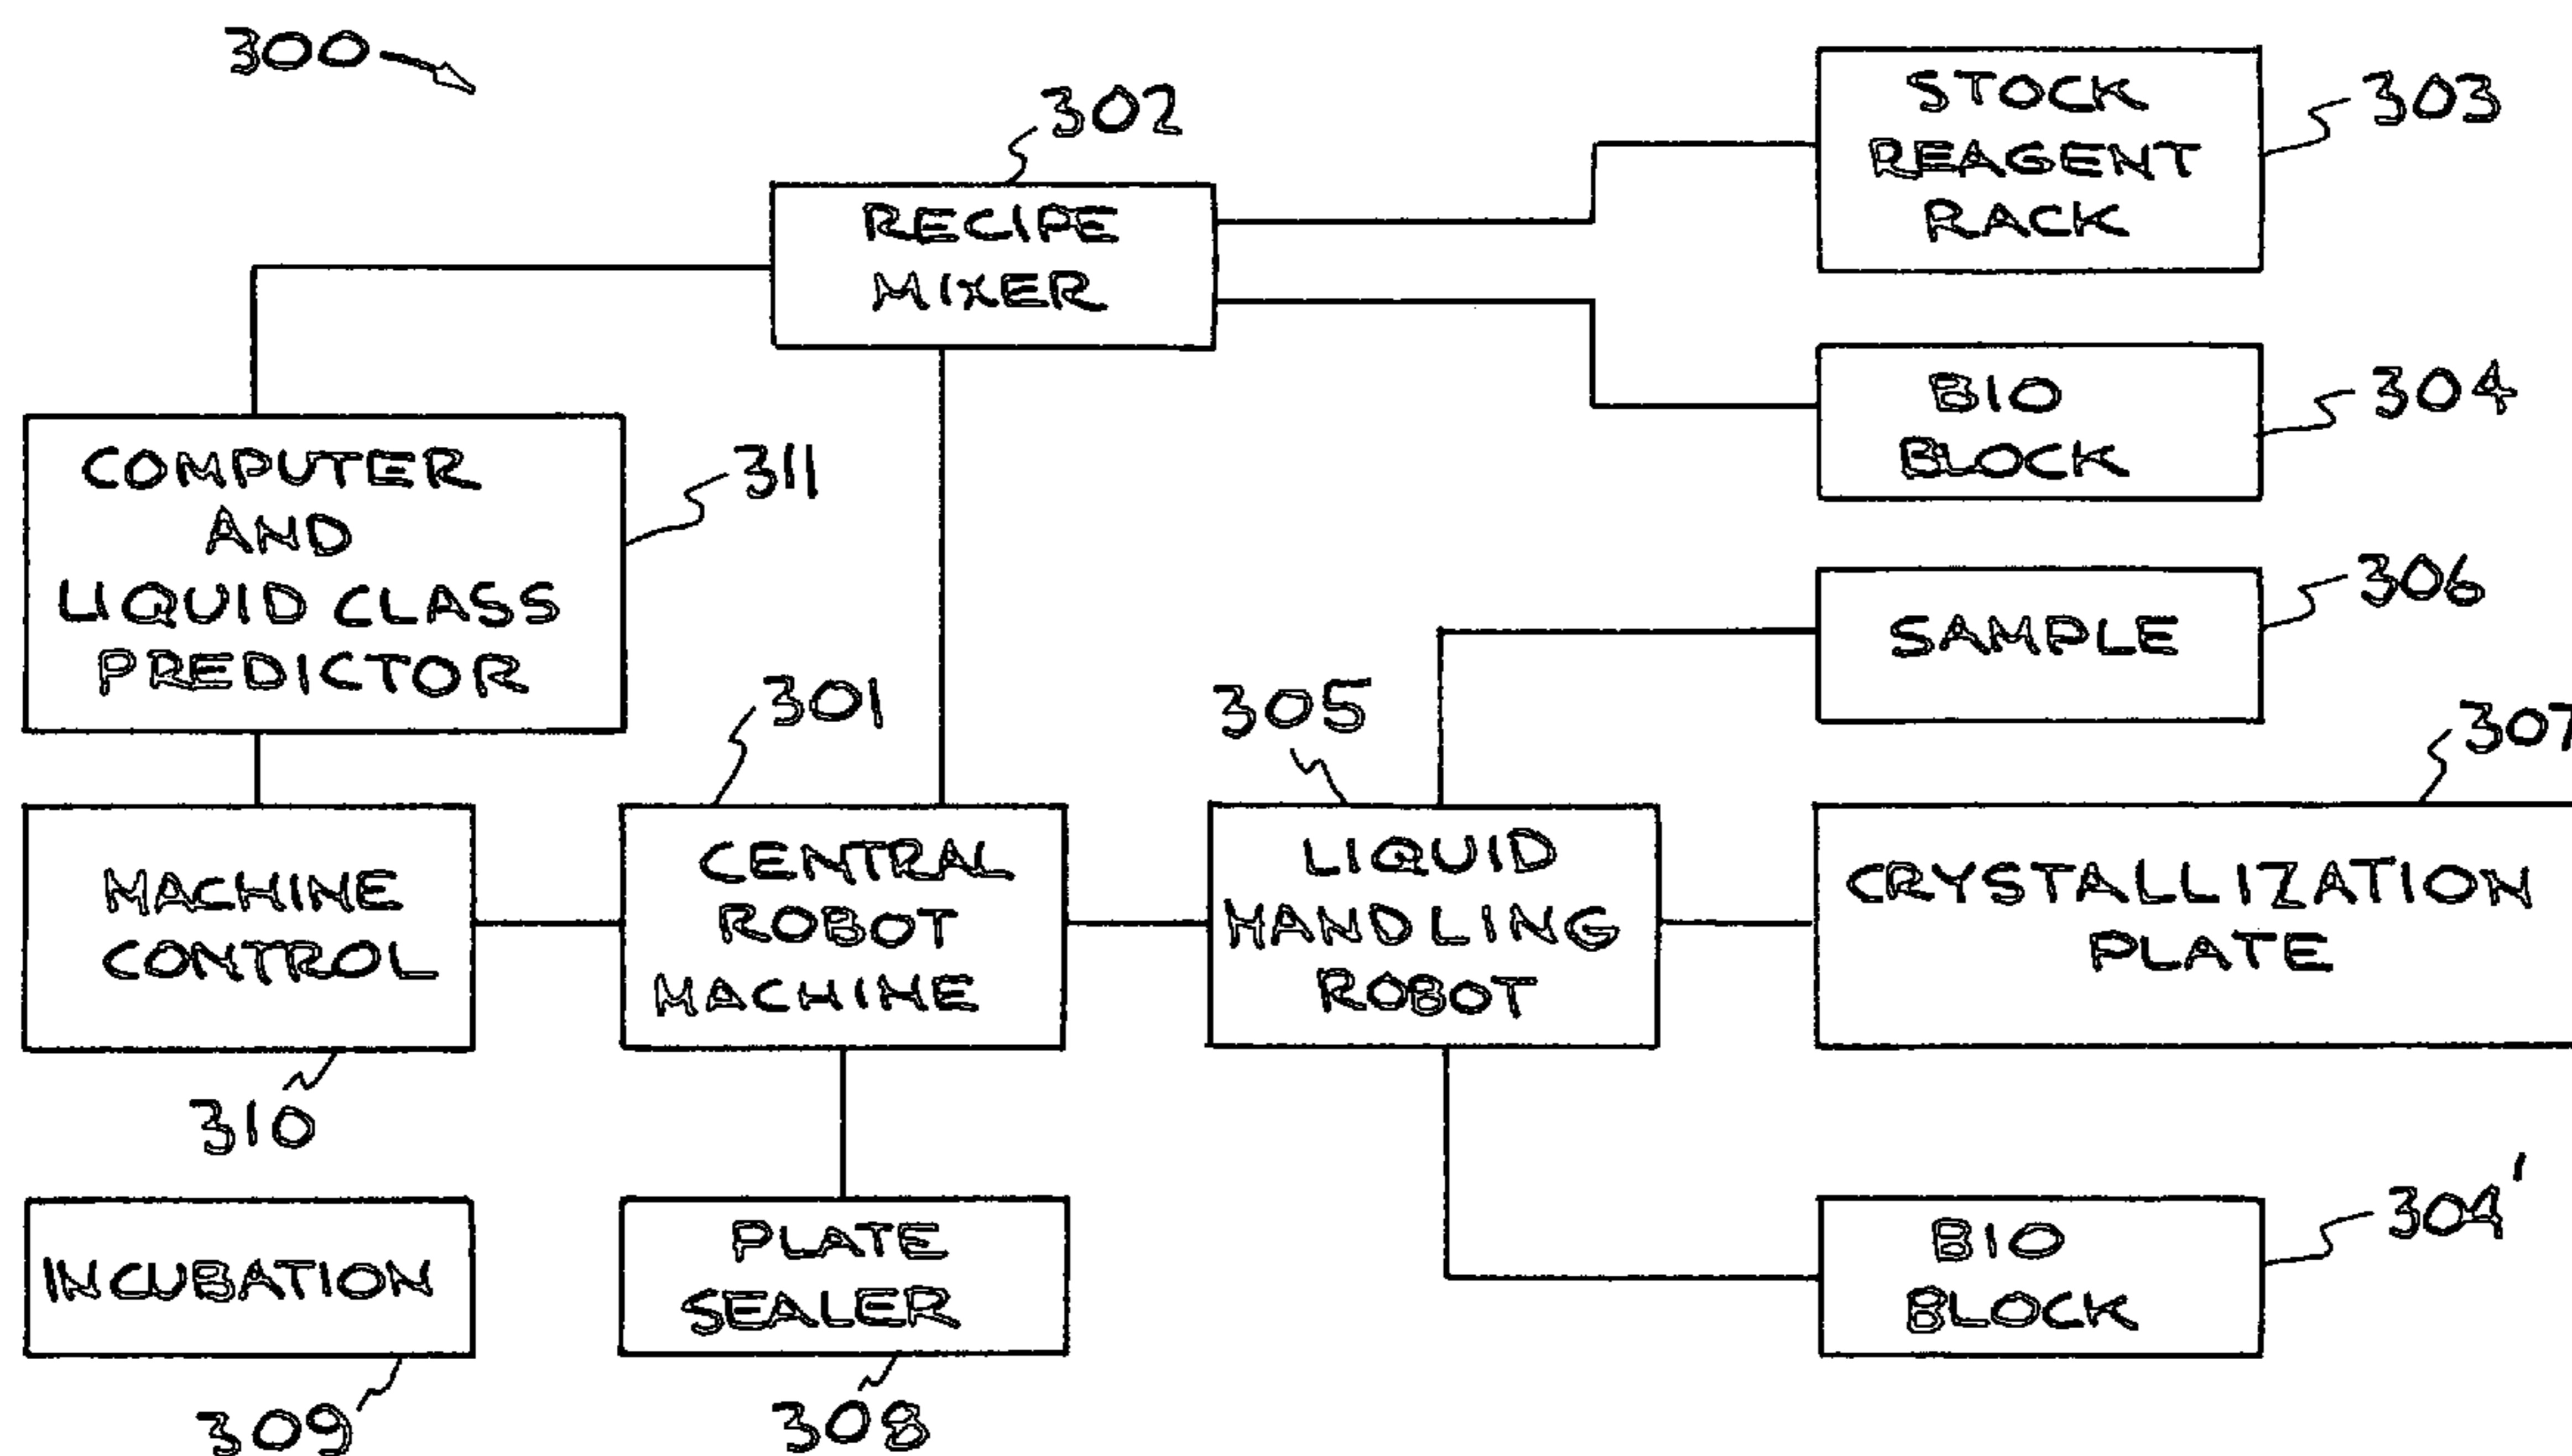 300
302
RECIPE
MIXER
STOCK
REAGENT
RACK
303
BIO
BLOCK
304
COMPUTER
AND
LIQUID CLASS
PREDICTOR
311
SAMPLE
306
301
305
307
MACHINE
CONTROL
310
CENTRAL
ROBOT
MACHINE
LIQUID
HANDLING
ROBOT
CRYSTALLIZATION
PLATE
INCUBATION
309
PLATE
SEALER
308
BIO
BLOCK
304'